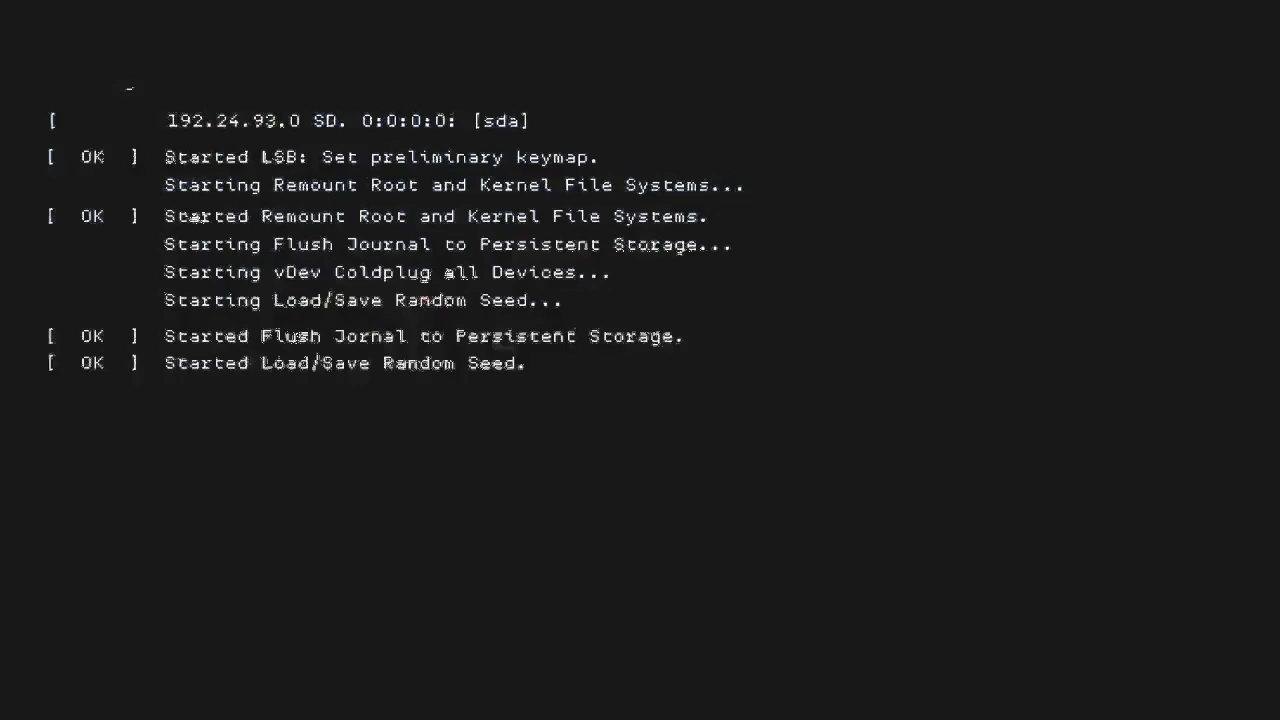 [ 192.24.93.0 SD. 0:0:0:0: [sda]
[ OK ] Started LSB: Set preliminary keymap.
Starting Remount Root and Kernel File Systems...
[ OK ] Started Remount Root and Kernel File Systems.
Starting Flush Journal to Persistent Storage...
Starting vDev Coldplug all Devices...
Starting Load/Save Random Seed...
[ OK ] Started Flush Jornal to Persistent Storage.
[ OK ] Started Load/Save Random Seed.